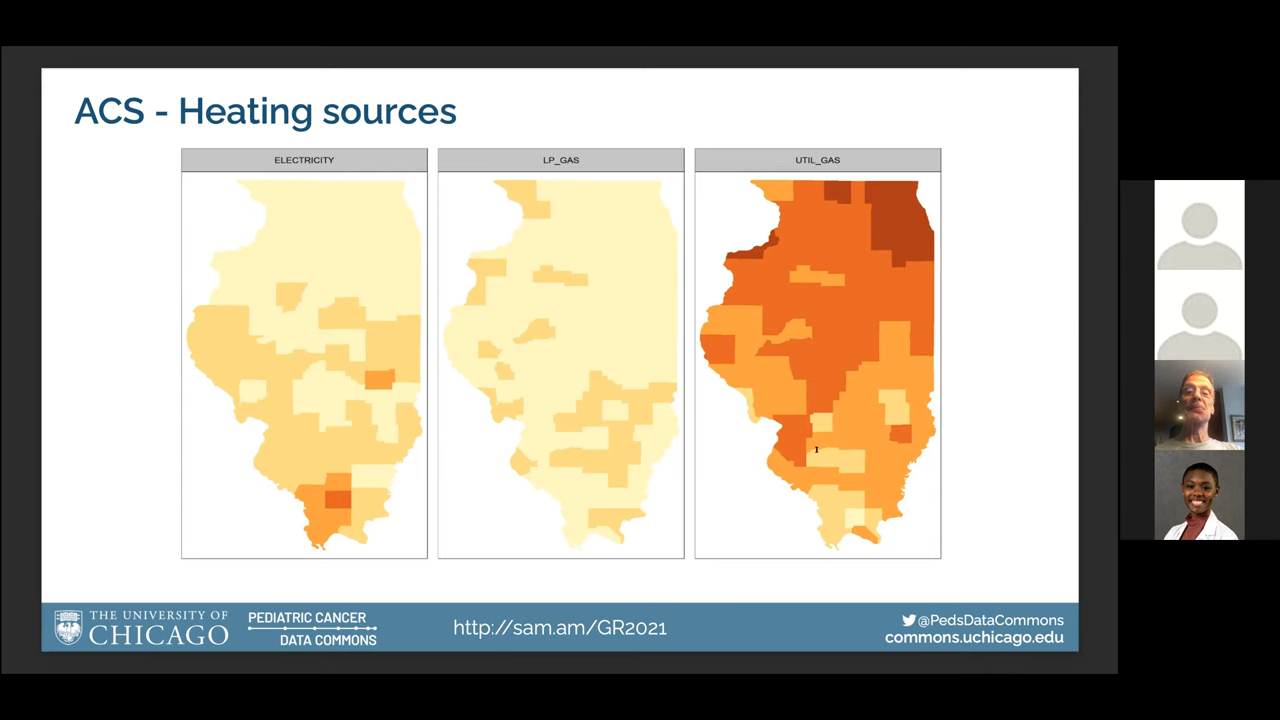 ACS - Heating sources
ELECTRICITY
LP_GAS
UTIL_GAS
THE UNIVERSITY OF
CHICAGO
PEDIATRIC CANCER
DATA COMMONS
http://sam.am/GR2021
@PedsDataCommons
commons.uchicago.edu